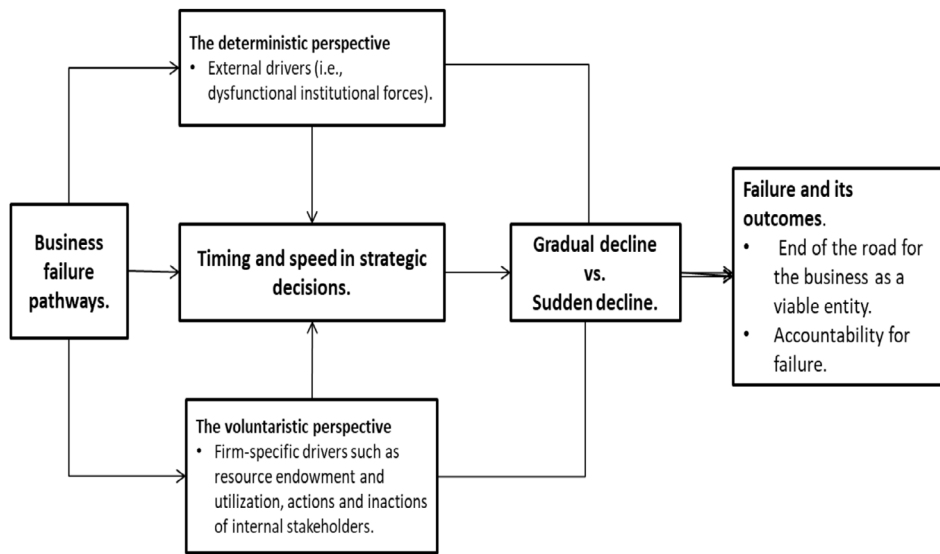 The deterministic perspective
• External drivers (i.e.,
dysfunctional institutional forces).
Business
failure
pathways.
Timing and speed in strategic
decisions.
Gradual decline
vs.
Sudden decline.
Failure and its
outcomes.
• End of the road for
the business as a
viable entity.
• Accountability for
failure.
The voluntaristic perspective
• Firm-specific drivers such as
resource endowment and
utilization, actions and inactions
of internal stakeholders.